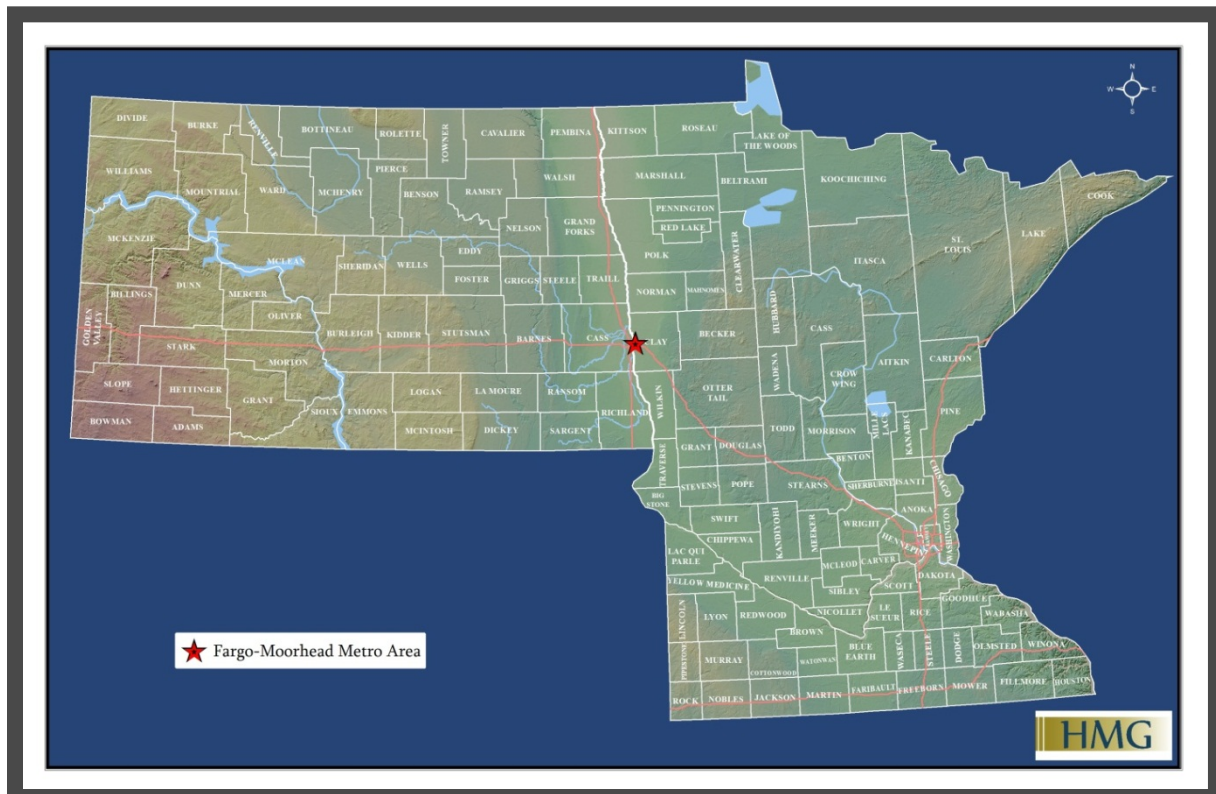 N
W E
S
DIVIDE
BURKE
RENVILLE
BOTTINEAU
ROLETTE
TOWNER
CAVALIER
PEMBINA
KITTSON
ROSEAU
LAKE OF
THE WOODS
WILLIAMS
MOUNTRIAL
WARD
MCHENRY
PIERCE
BENSON
RAMSEY
WALSH
MARSHALL
BELTRAMI
KOOCHICHING
COOK
LAKE
ST.
LOUIS
PENNINGTON
RED LAKE
NELSON
GRAND
FORKS
POLK
CLEARWATER
ITASCA
MCKENZIE
DUNN
MCLEAN
SHERIDAN
WELLS
EDDY
FOSTER
GRIGGS
STEELE
TRAILL
NORMAN
MAHNOMEN
HUBBARD
CASS
BILLINGS
GOLDEN
VALLEY
MERCER
OLIVER
BURLEIGH
KIDDER
STUTSMAN
BARNES
CASS
LAY
BECKER
WADENA
CROW
WING
AITKIN
CARLTON
STARK
MORTON
SLOPE
HETTINGER
GRANT
SIOUX
EMMONS
LOGAN
LA MOURE
RANSOM
RICHLAND
WILKIN
OTTER
TAIL
PINE
BOWMAN
ADAMS
MCINTOSH
DICKEY
SARGENT
TODD
MORRISON
MILLE
LACS
KANABEC
TRAVERSE
GRANT
DOUGLAS
BENTON
BIG
STONE
STEVENS
POPE
STEARNS
SHERBURNE
ISANTI
CHISAGO
SWIFT
KANDIYOHI
MEEKER
WRIGHT
ANOKA
HENNEPIN
WASHINGTON
CHIPPEWA
LAC QUI
PARLE
YELLOW MEDICINE
RENVILLE
MCLEOD
CARVER
SCOTT
DAKOTA
SIBLEY
LINCOLN
LYON
REDWOOD
NICOLLET
LE
SUEUR
RICE
GOODHUE
WABASHA
BROWN
PIPESTONE
MURRAY
COTTONWOOD
WATONWAN
BLUE
EARTH
WASECA
STEELE
DODGE
OLMSTED
WINONA
ROCK
NOBLES
JACKSON
MARTIN
FARIBAULT
FREEBORN
MOWER
FILLMORE
HOUSTON
Fargo-Moorhead Metro Area
HMG